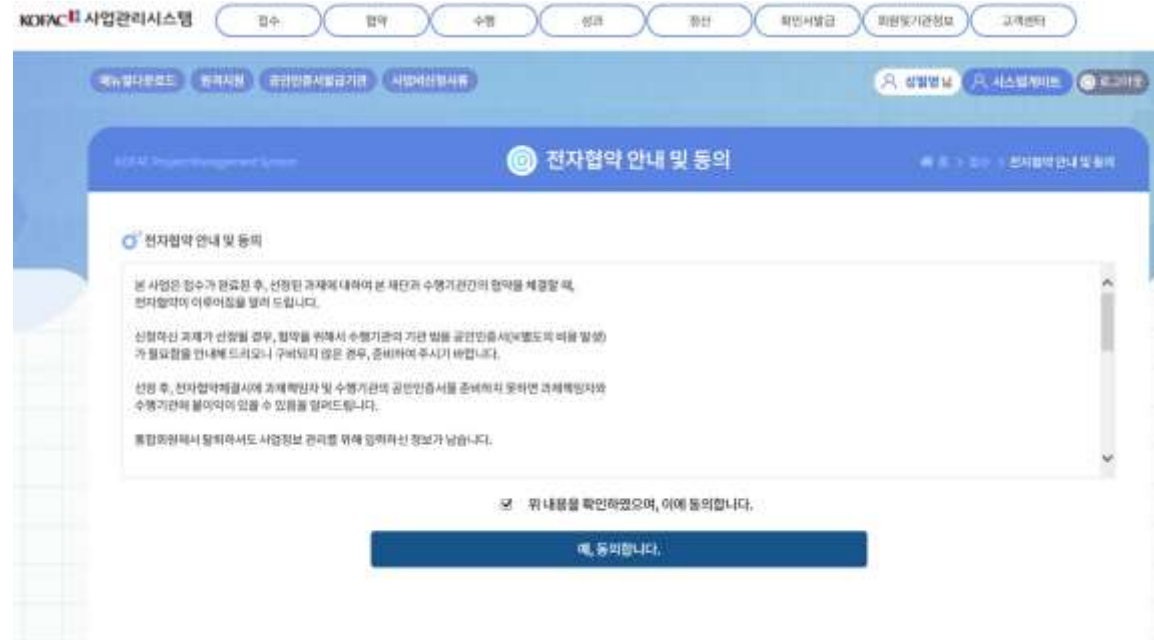 KOFAC 사업관리시스템
접수
협약
수행
성과
정산
확인서발급
회원및기관정보
고객센터
매뉴얼다운로드
원격지원
공인인증서발급기관
사업비신청서류
님
시스템게이트
로그아웃
KOFAC Project Management System
전자협약 안내 및 동의
홈 > 접수 > 전자협약 안내 및 동의
전자협약 안내 및 동의
본 사업은 접수가 완료된 후, 선정된 과제에 대하여 본 재단과 수행기관간의 협약을 체결할 때,
전자협약이 이루어짐을 알려 드립니다.
신청하신 과제가 선정될 경우, 협약을 위해서 수행기관의 기관 범용 공인인증서(※별도의 비용 발생)
가 필요함을 안내해 드리오니 구비되지 않은 경우, 준비하여 주시기 바랍니다.
선정 후, 전자협약체결시에 과제책임자 및 수행기관의 공인인증서를 준비하지 못하면 과제책임자와
수행기관에 불이익이 있을 수 있음을 알려드립니다.
통합회원에서 탈퇴하셔도 사업정보 관리를 위해 입력하신 정보가 남습니다.
위 내용을 확인하였으며, 이에 동의합니다.
예, 동의합니다.